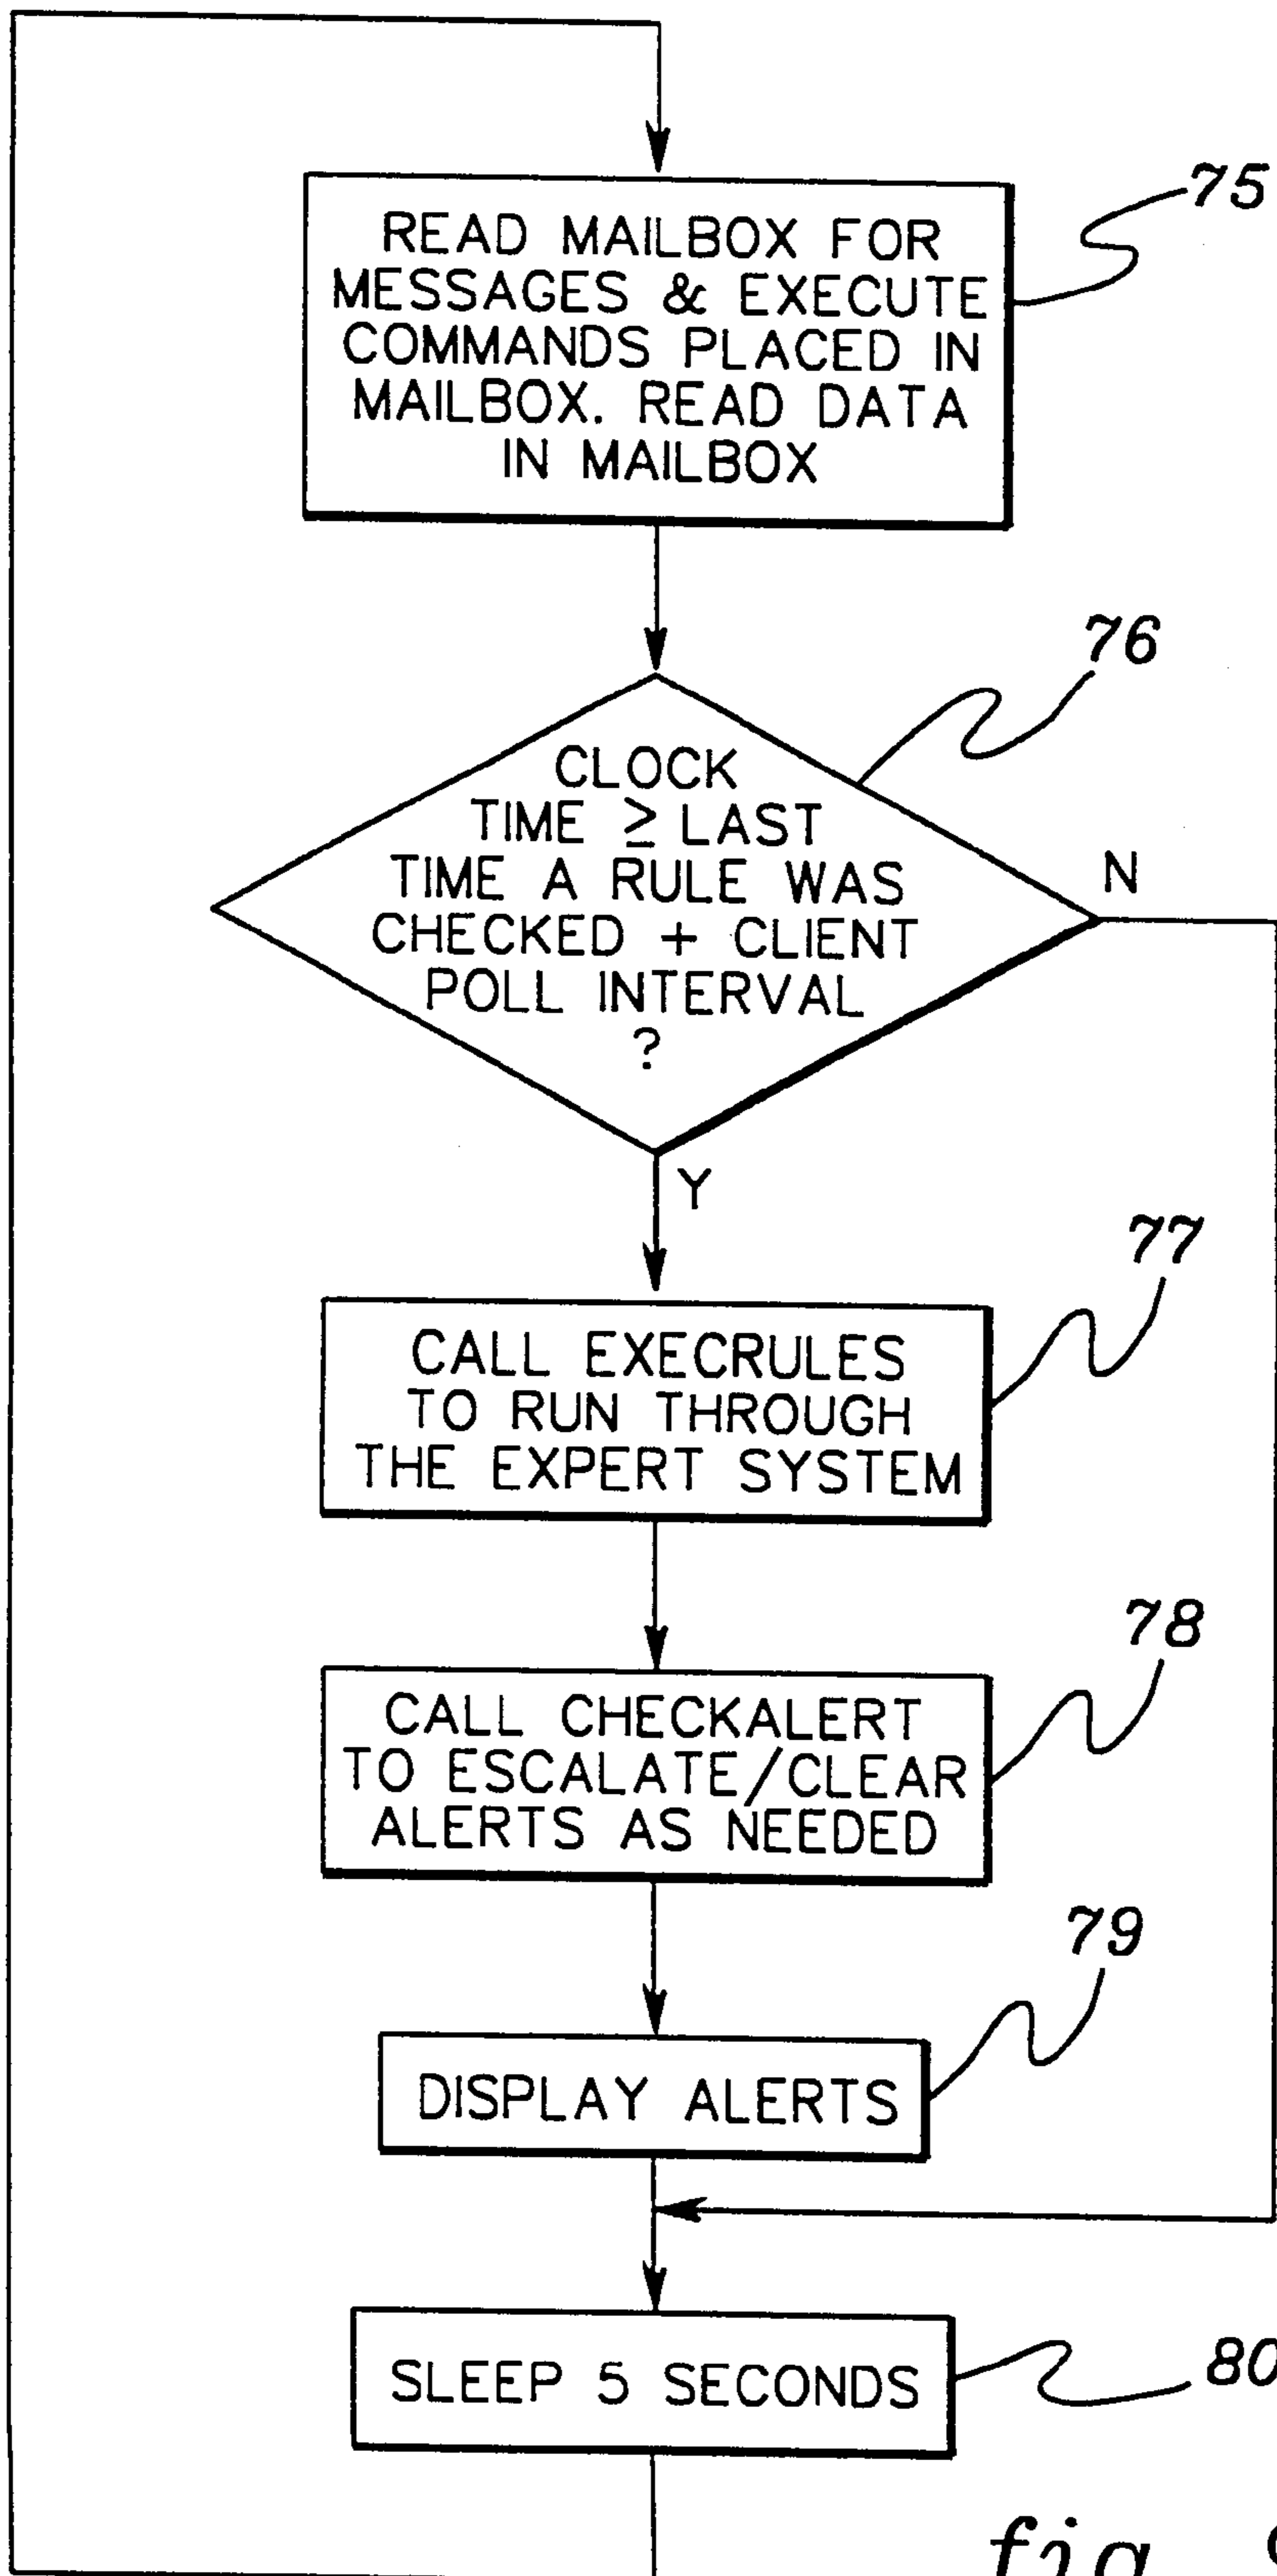 75
READ MAILBOX FOR
MESSAGES & EXECUTE
COMMANDS PLACED IN
MAILBOX. READ DATA
IN MAILBOX
76
CLOCK
TIME ≥ LAST
TIME A RULE WAS
CHECKED + CLIENT
POLL INTERVAL
?
N
Y
77
CALL EXECRULES
TO RUN THROUGH
THE EXPERT SYSTEM
78
CALL CHECKALERT
TO ESCALATE/CLEAR
ALERTS AS NEEDED
79
DISPLAY ALERTS
80
SLEEP 5 SECONDS
fig